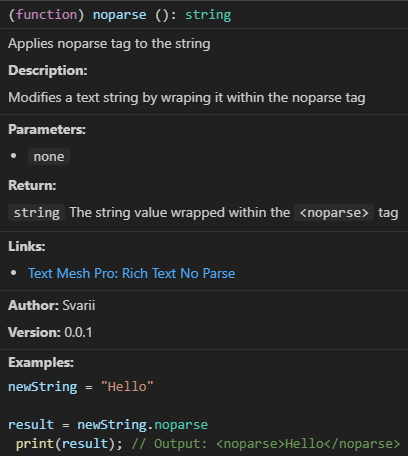 (function) noparse (): string
Applies noparse tag to the string
Description:
Modifies a text string by wraping it within the noparse tag
Parameters:
• none
Return:
string The string value wrapped within the <noparse> tag
Links:
• Text Mesh Pro: Rich Text No Parse
Author: Svarii
Version: 0.0.1
Examples:
newString = "Hello"
result = newString.noparse
print(result); // Output: <noparse>Hello</noparse>